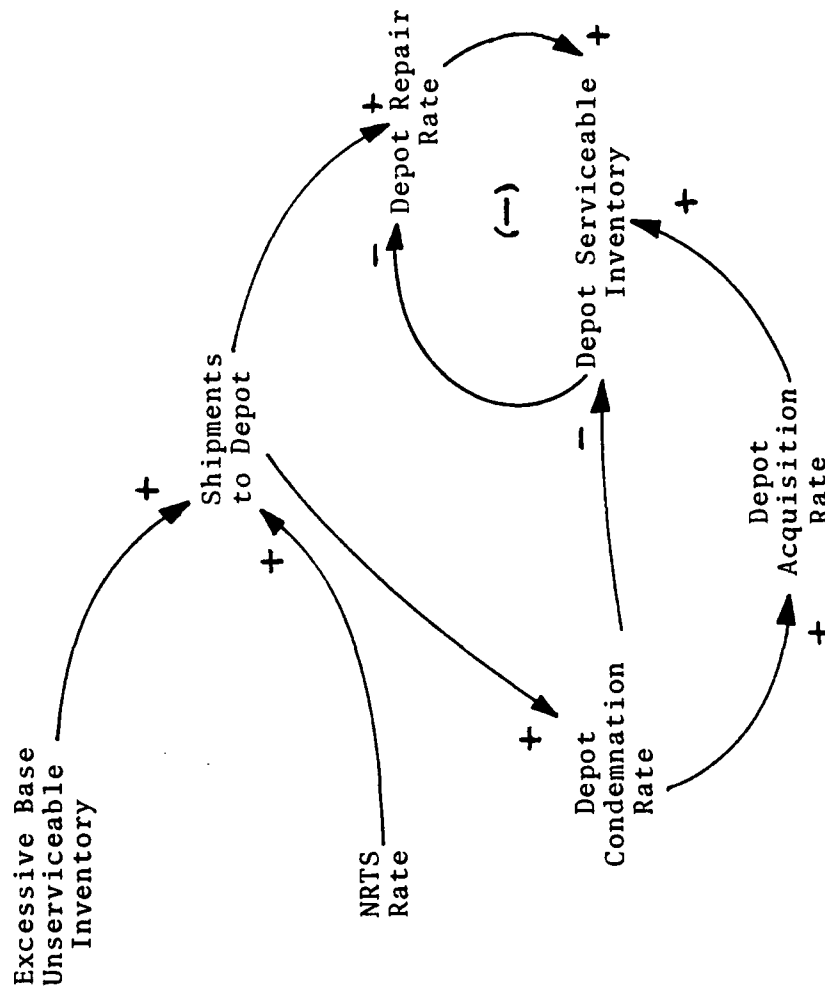 Excessive Base
Unserviceable
Inventory
+
Shipments
to Depot
NRTS
Rate
+
+
Depot Repair
Rate
−
(−)
+
Depot
Condemnation
Rate
+
−
Depot Serviceable
Inventory
+
Depot
Acquisition
Rate
+